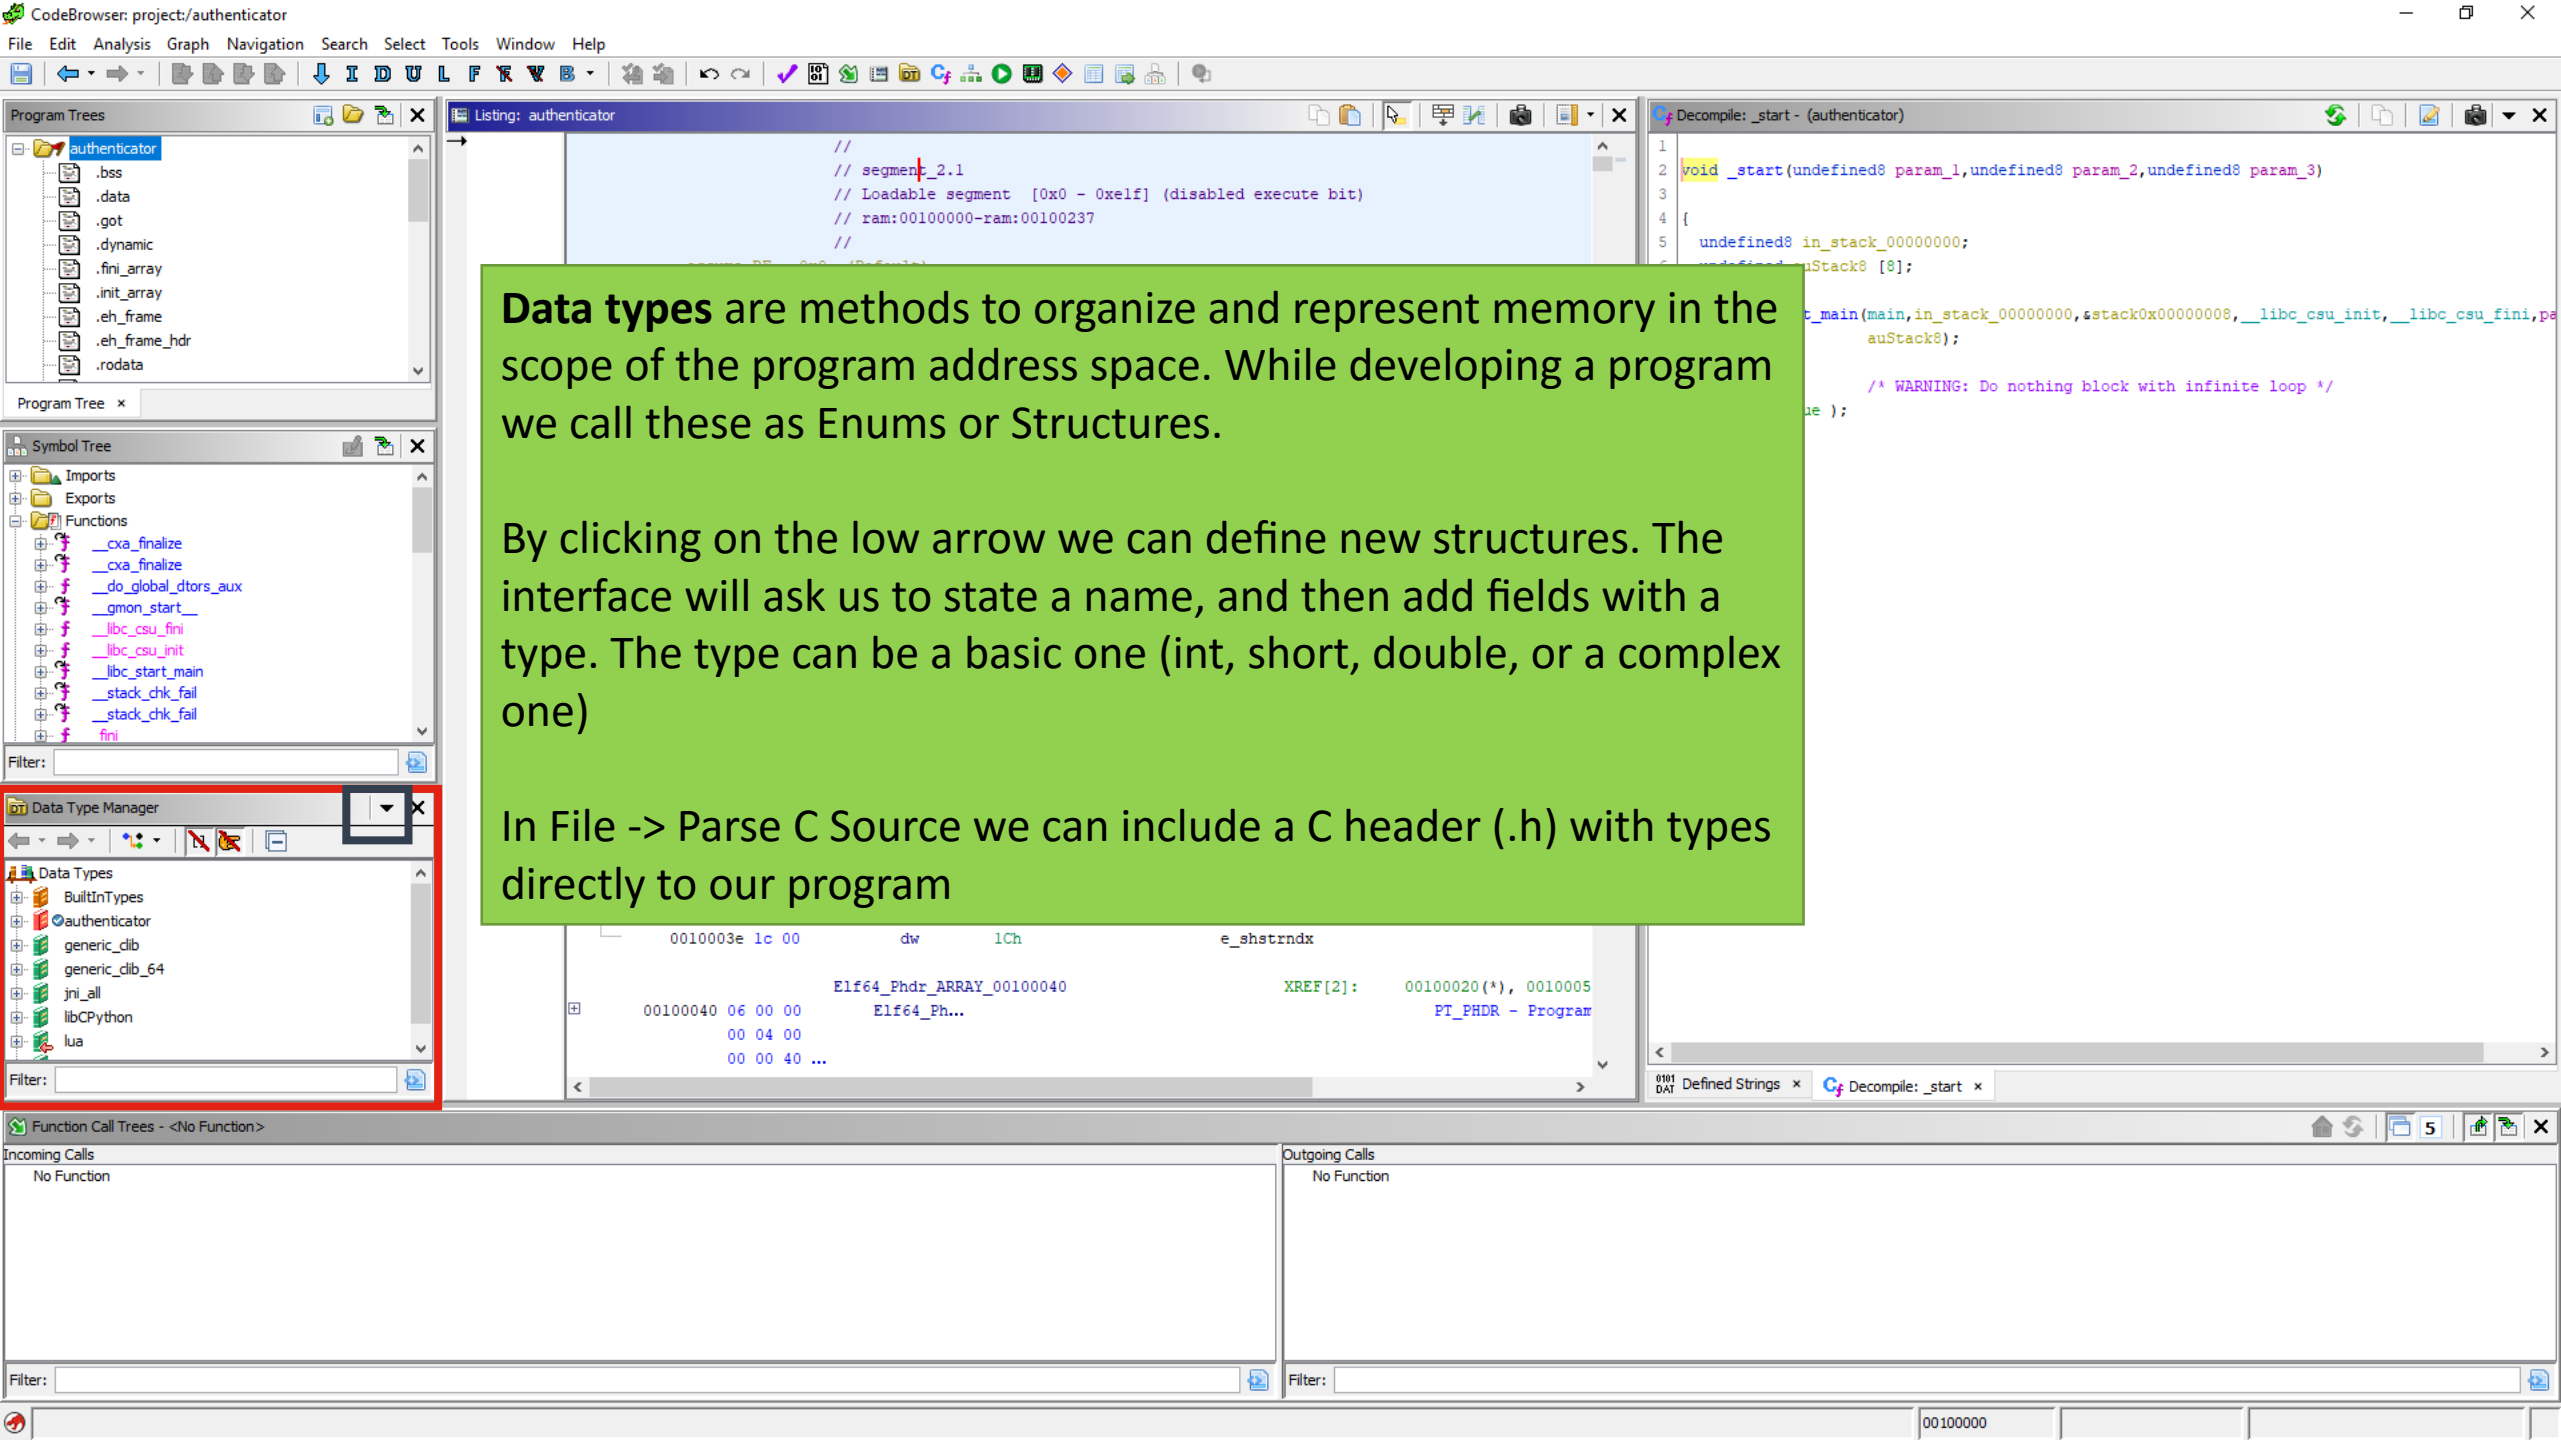 CodeBrowser: project:/authenticator
File Edit Analysis Graph Navigation Search Select Tools Window Help
I D U L F R V B
Program Trees
authenticator
.bss
.data
.got
.dynamic
.fini_array
.init_array
.eh_frame
.eh_frame_hdr
.rodata
Program Tree
Symbol Tree
Imports
Exports
Functions
__cxa_finalize
__cxa_finalize
__do_global_dtors_aux
__gmon_start__
__libc_csu_fini
__libc_csu_init
__libc_start_main
__stack_chk_fail
__stack_chk_fail
fini
Filter:
Data Type Manager
Data Types
BuiltInTypes
authenticator
generic_clib
generic_clib_64
jni_all
libCPython
lua
Filter:
Listing: authenticator
//
// segment_2.1
// Loadable segment [0x0 - 0xe1f] (disabled execute bit)
// ram:00100000-ram:00100237
//
Data types are methods to organize and represent memory in the
scope of the program address space. While developing a program
we call these as Enums or Structures.
By clicking on the low arrow we can define new structures. The
interface will ask us to state a name, and then add fields with a
type. The type can be a basic one (int, short, double, or a complex
one)
In File -> Parse C Source we can include a C header (.h) with types
directly to our program
0010003e 1c 00 dw 1Ch e_shstrndx
Elf64_Phdr_ARRAY_00100040 XREF[2]: 00100020(*), 0010005
00100040 06 00 00 Elf64_Ph... PT_PHDR - Program
00 04 00
00 00 40 ...
Decompile: _start - (authenticator)
1
2 void _start(undefined8 param_1,undefined8 param_2,undefined8 param_3)
3
4 {
5 undefined8 in_stack_00000000;
auStack8 [8];
t_main(main,in_stack_00000000,&stack0x00000008,__libc_csu_init,__libc_csu_fini,pa
auStack8);
/* WARNING: Do nothing block with infinite loop */
ue );
Defined Strings
Decompile: _start
Function Call Trees - <No Function>
5
Incoming Calls
No Function
Outgoing Calls
No Function
Filter:
Filter:
00100000